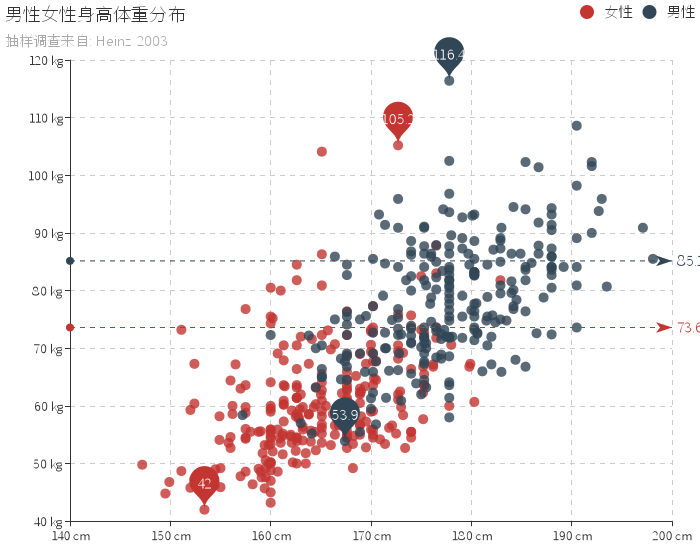 男性女性身高体重分布
女性 男性
抽样调查来自: Heinz 2003
120 kg
116.4
110 kg
105.2
100 kg
90 kg
85.1
80 kg
73.6
70 kg
60 kg
53.9
50 kg
42
40 kg
140 cm 150 cm 160 cm 170 cm 180 cm 190 cm 200 cm